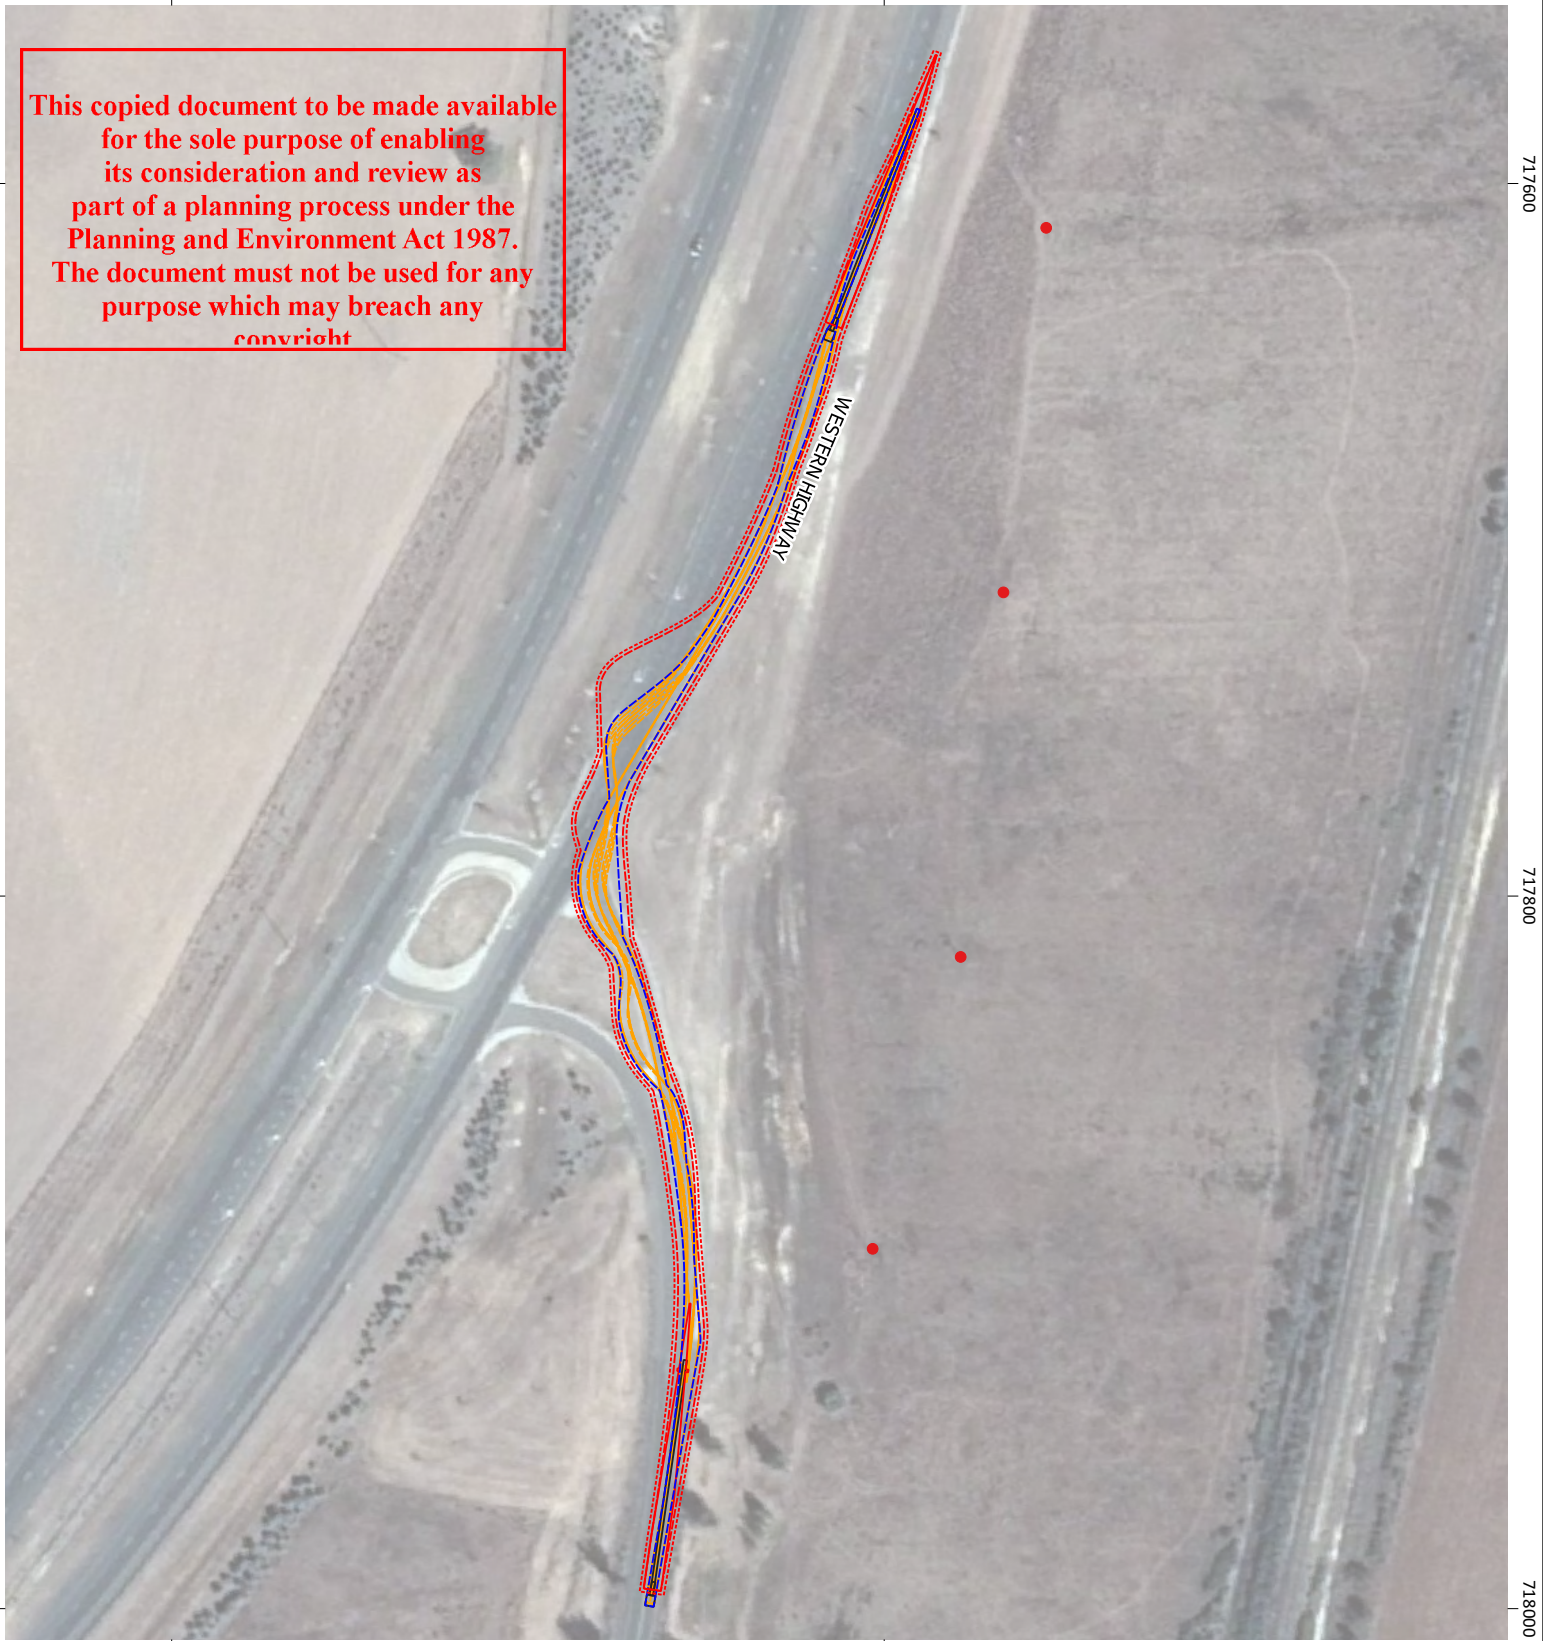 This copied document to be made available
for the sole purpose of enabling
its consideration and review as
part of a planning process under the
Planning and Environment Act 1987.
The document must not be used for any
purpose which may breach any
copyright
717600
WESTERN HIGHWAY
717800
718000